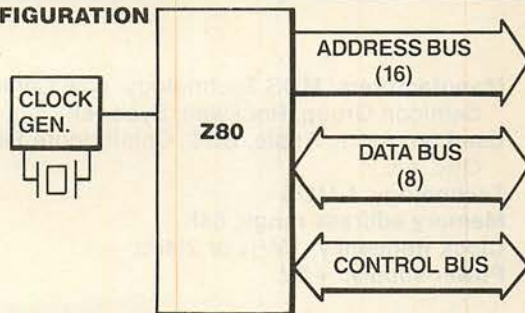 FIGURATION
ADDRESS BUS
(16)
CLOCK
GEN.
Z80
DATA BUS
(8)
CONTROL BUS